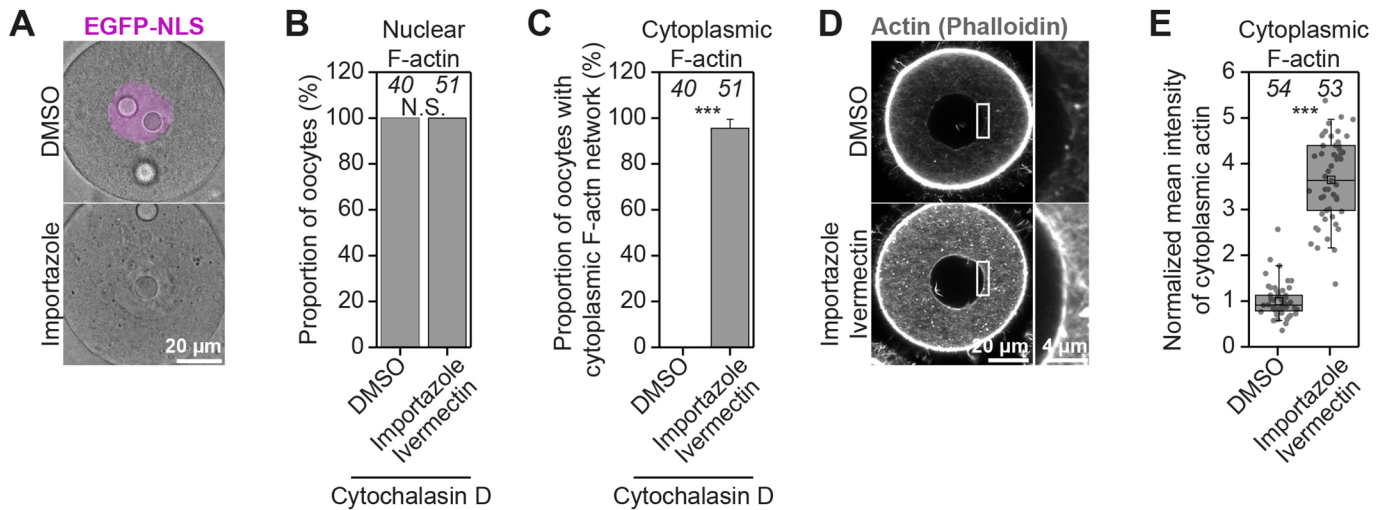 A
EGFP-NLS
DMSO
Importazole
20 µm
B
Nuclear
F-actin
Proportion of oocytes (%)
120
100
80
60
40
20
0
40 51
N.S.
DMSO
Importazole
Ivermectin
Cytochalasin D
C
Cytoplasmic
F-actin
Proportion of oocytes with
cytoplasmic F-actn network (%)
120
100
80
60
40
20
0
40 51
***
DMSO
Importazole
Ivermectin
Cytochalasin D
D
Actin (Phalloidin)
DMSO
Importazole
Ivermectin
20 µm
4 µm
E
Cytoplasmic
F-actin
Normalized mean intensity
of cytoplasmic actin
6
5
4
3
2
1
0
54 53
***
DMSO
Importazole
Ivermectin